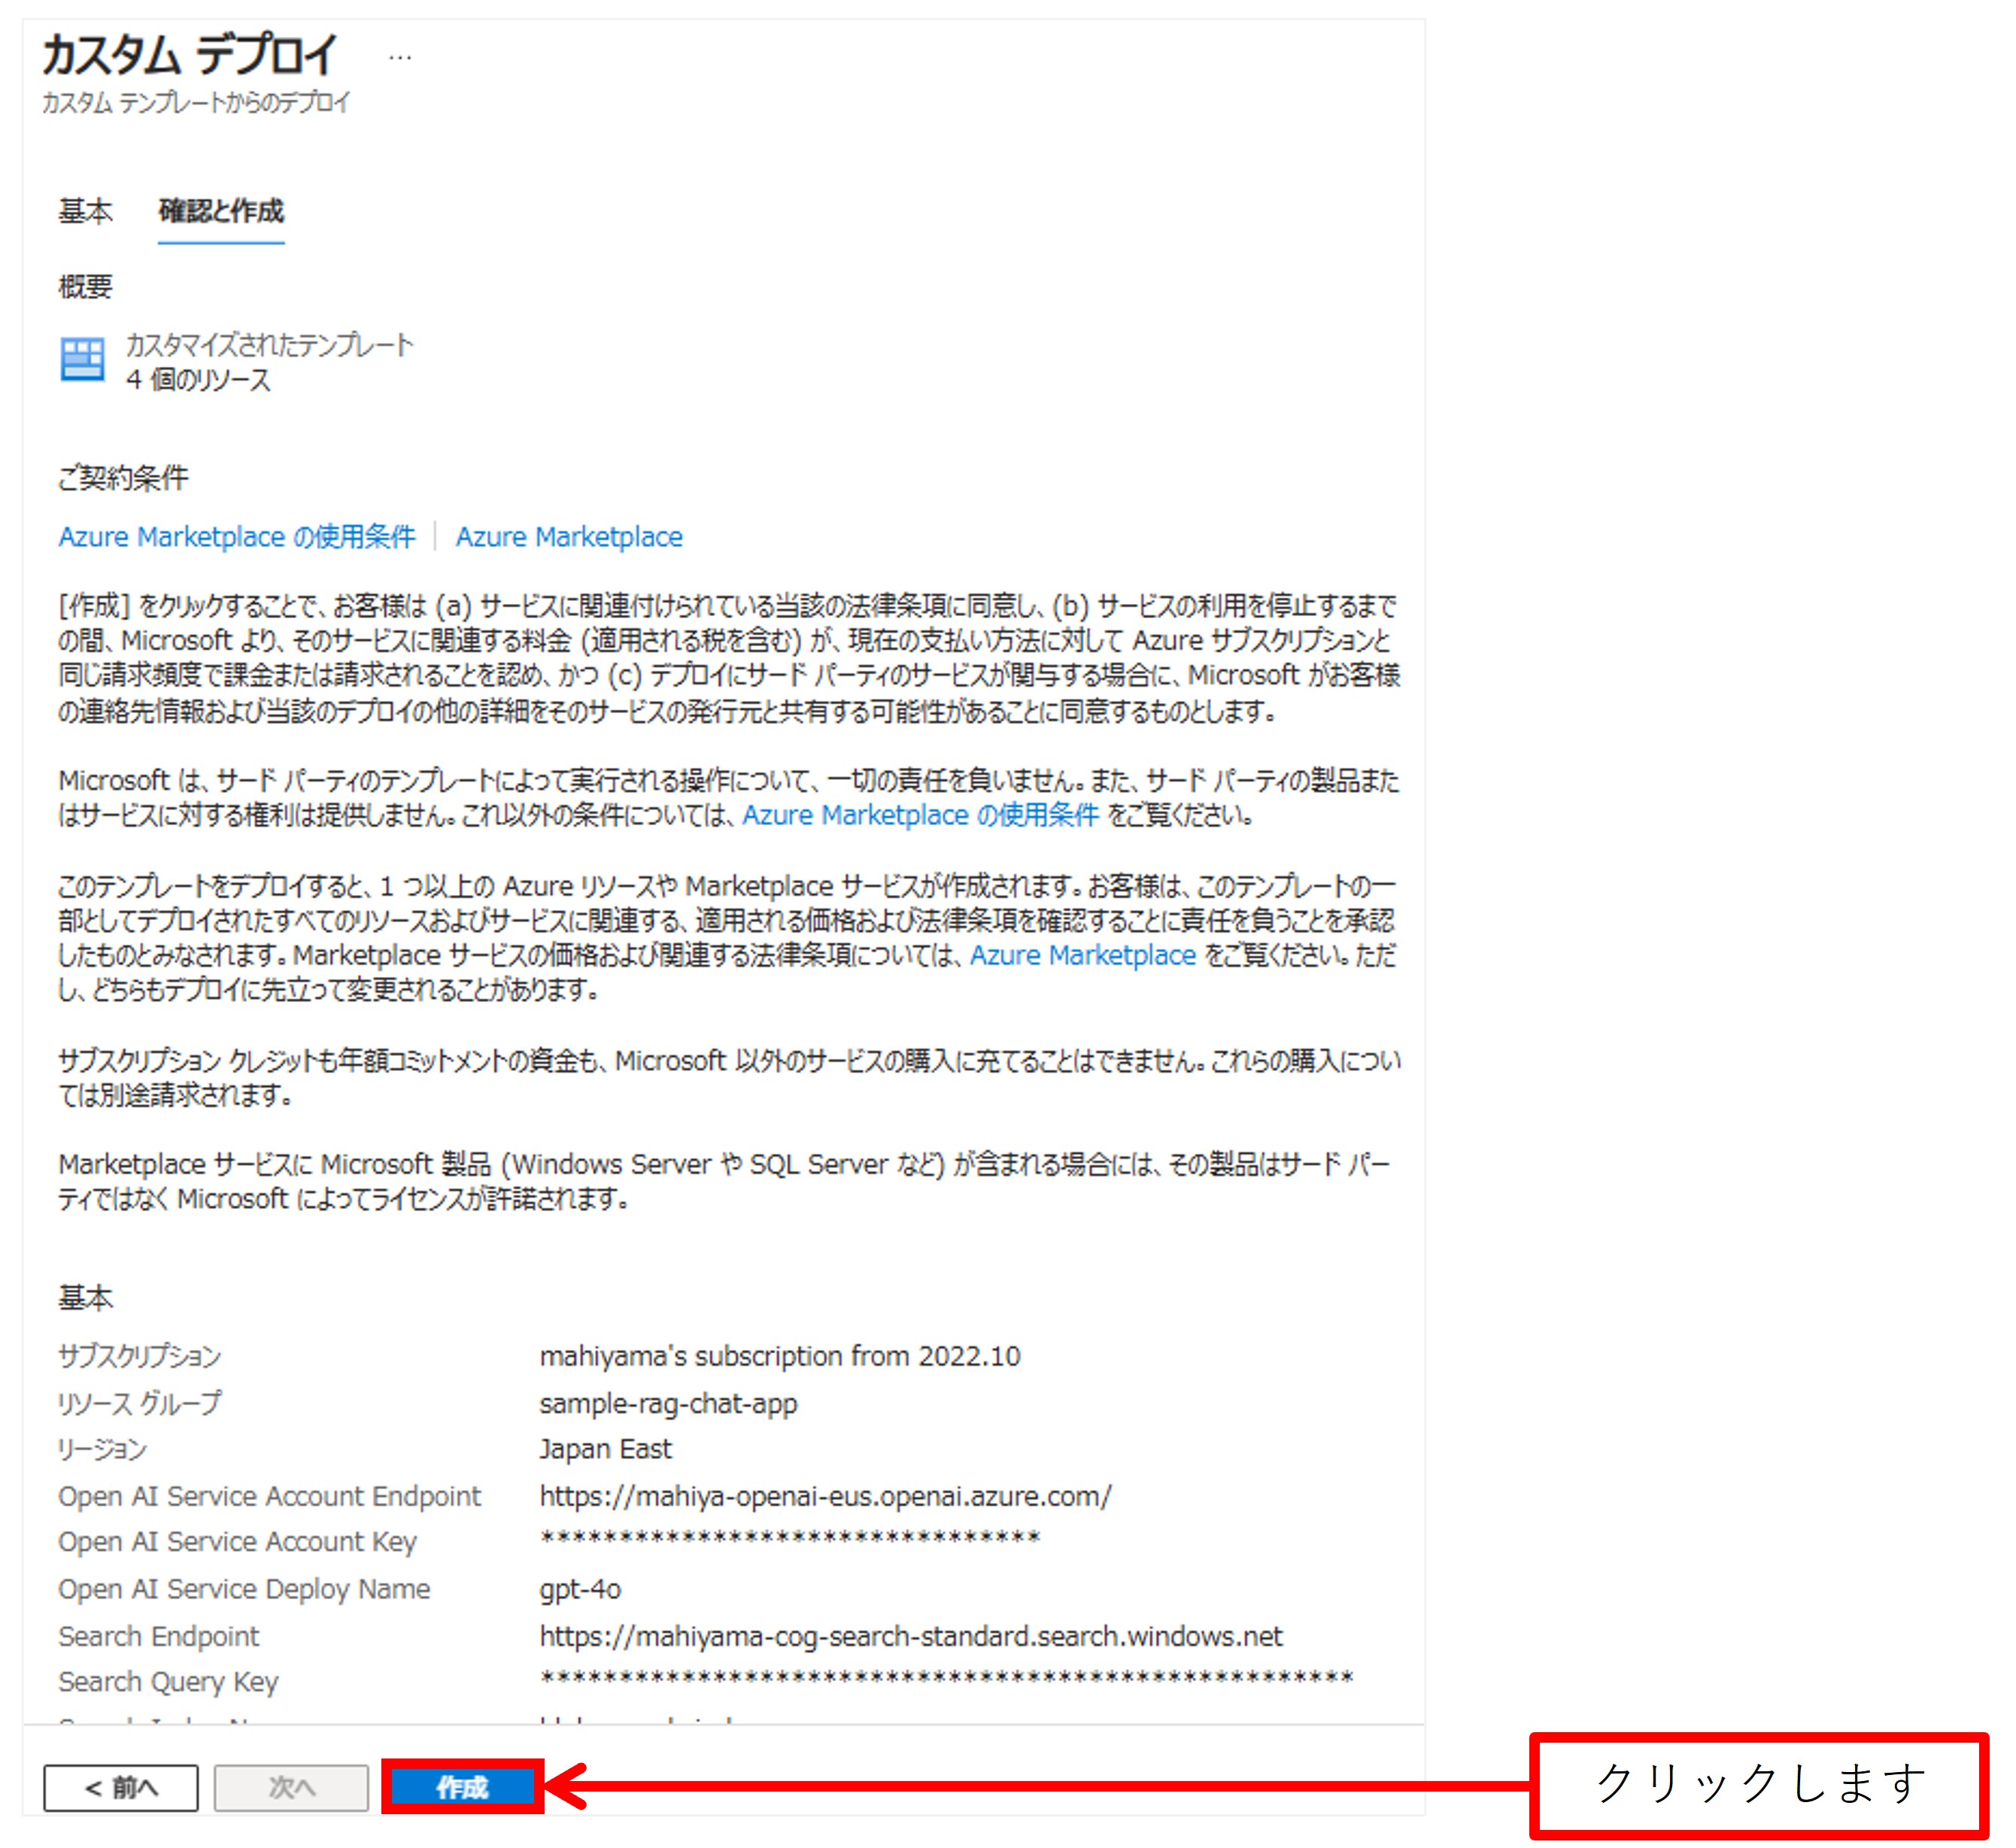 カスタム デプロイ ...
カスタム テンプレートからのデプロイ
基本 確認と作成
概要
カスタマイズされたテンプレート
4 個のリソース
ご契約条件
Azure Marketplace の使用条件 | Azure Marketplace
[作成] をクリックすることで、お客様は (a) サービスに関連付けられている当該の法律条項に同意し、(b) サービスの利用を停止するまで
の間、Microsoft より、そのサービスに関連する料金 (適用される税を含む) が、現在の支払い方法に対して Azure サブスクリプションと
同じ請求頻度で課金または請求されることを認め、かつ (c) デプロイにサード パーティのサービスが関与する場合に、Microsoft がお客様
の連絡先情報および当該のデプロイの他の詳細をそのサービスの発行元と共有する可能性があることに同意するものとします。
Microsoft は、サード パーティのテンプレートによって実行される操作について、一切の責任を負いません。また、サード パーティの製品また
はサービスに対する権利は提供しません。これ以外の条件については、Azure Marketplace の使用条件 をご覧ください。
このテンプレートをデプロイすると、1 つ以上の Azure リソースや Marketplace サービスが作成されます。お客様は、このテンプレートの一
部としてデプロイされたすべてのリソースおよびサービスに関連する、適用される価格および法律条項を確認することに責任を負うことを承認
したものとみなされます。Marketplace サービスの価格および関連する法律条項については、Azure Marketplace をご覧ください。ただ
し、どちらもデプロイに先立って変更されることがあります。
サブスクリプション クレジットも年額コミットメントの資金も、Microsoft 以外のサービスの購入に充てることはできません。これらの購入につい
ては別途請求されます。
Marketplace サービスに Microsoft 製品 (Windows Server や SQL Server など) が含まれる場合には、その製品はサード パー
ティではなく Microsoft によってライセンスが許諾されます。
基本
サブスクリプション mahiyama's subscription from 2022.10
リソース グループ sample-rag-chat-app
リージョン Japan East
Open AI Service Account Endpoint https://mahiya-openai-eus.openai.azure.com/
Open AI Service Account Key ********************************
Open AI Service Deploy Name gpt-4o
Search Endpoint https://mahiyama-cog-search-standard.search.windows.net
Search Query Key ****************************************************
< 前へ 次へ 作成 クリックします